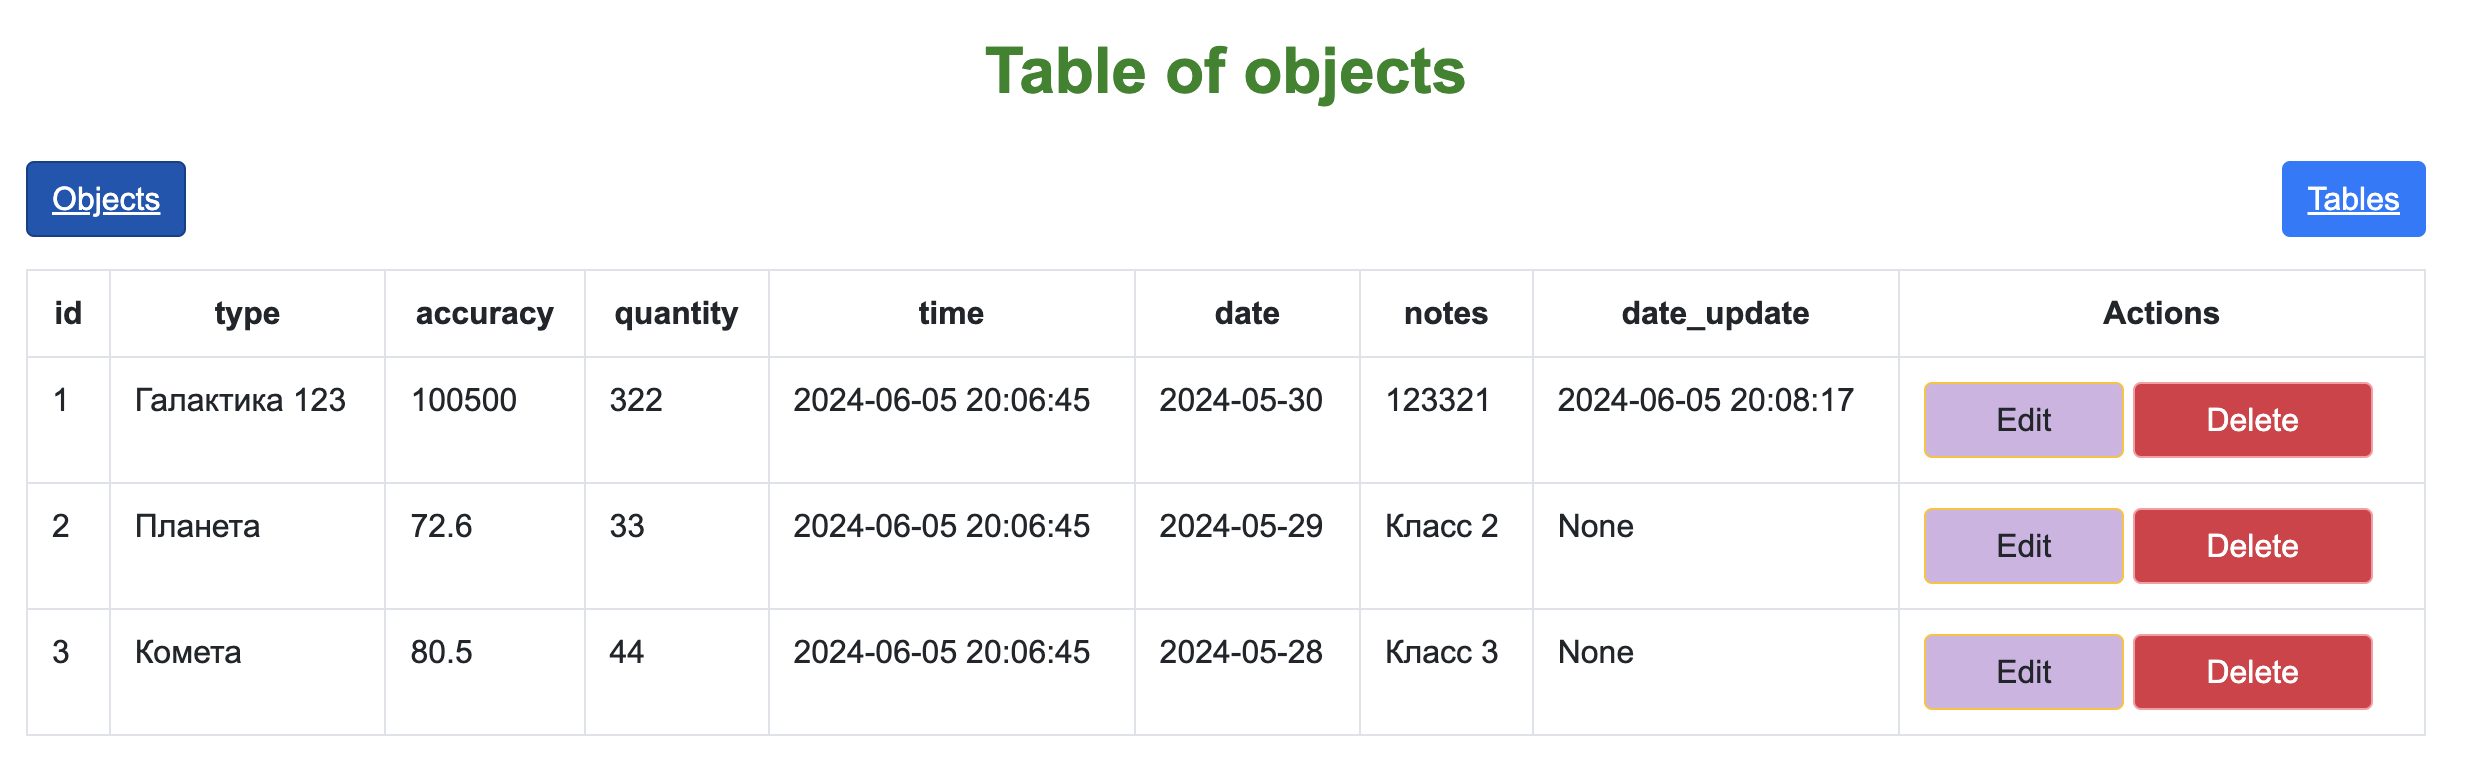 Table of objects
Objects Tables
id type accuracy quantity time date notes date_update Actions
1 Галактика 123 100500 322 2024-06-05 20:06:45 2024-05-30 123321 2024-06-05 20:08:17 Edit Delete
2 Планета 72.6 33 2024-06-05 20:06:45 2024-05-29 Класс 2 None Edit Delete
3 Комета 80.5 44 2024-06-05 20:06:45 2024-05-28 Класс 3 None Edit Delete